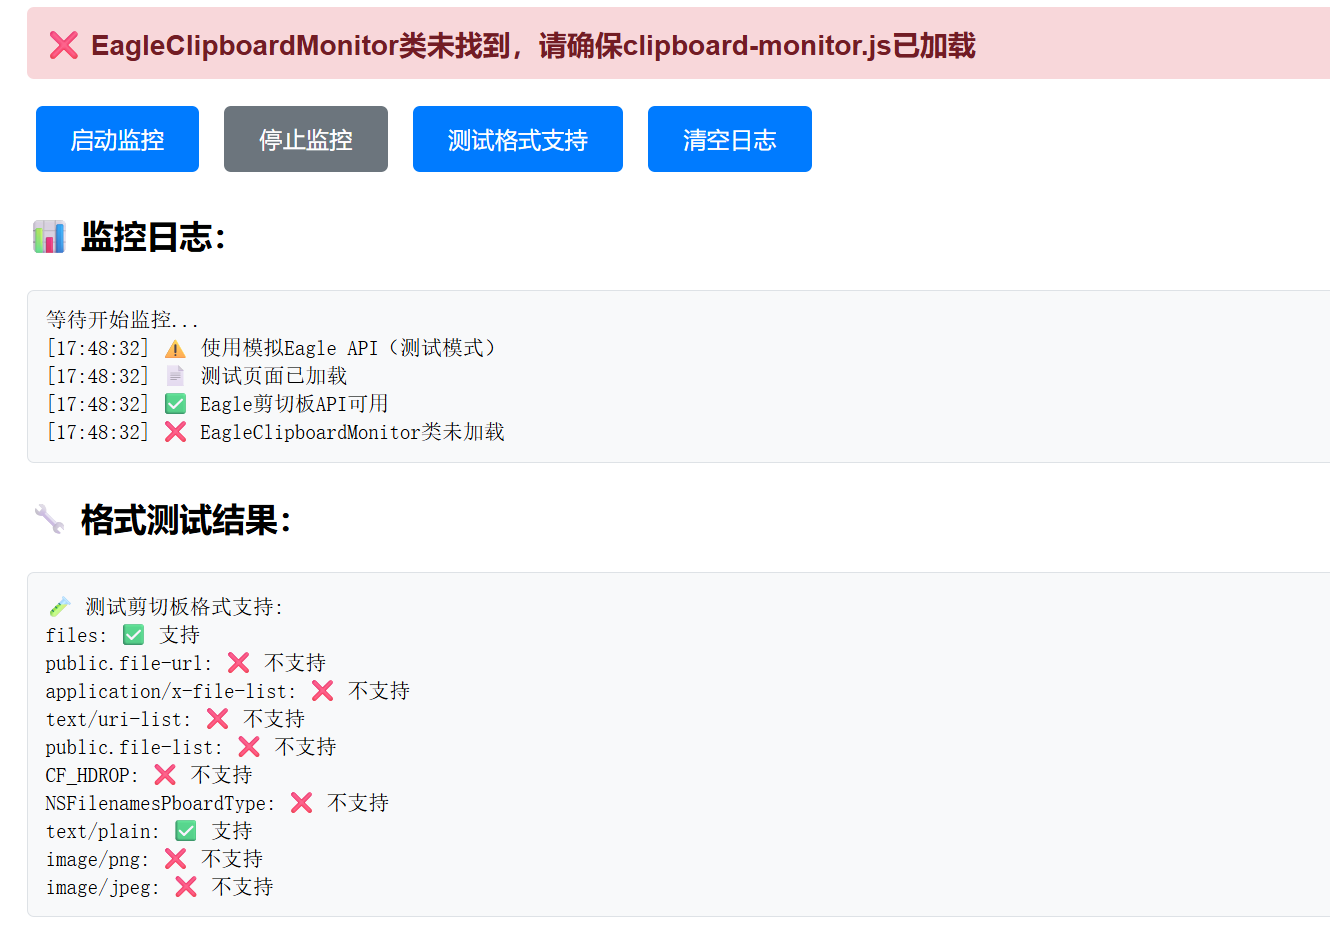 ❌ EagleClipboardMonitor类未找到，请确保clipboard-monitor.js已加载
启动监控 停止监控 测试格式支持 清空日志
📊 监控日志：
等待开始监控...
[17:48:32] ⚠️ 使用模拟Eagle API（测试模式）
[17:48:32] 📄 测试页面已加载
[17:48:32] ✅ Eagle剪切板API可用
[17:48:32] ❌ EagleClipboardMonitor类未加载
🔧 格式测试结果：
🧪 测试剪切板格式支持:
files: ✅ 支持
public.file-url: ❌ 不支持
application/x-file-list: ❌ 不支持
text/uri-list: ❌ 不支持
public.file-list: ❌ 不支持
CF_HDROP: ❌ 不支持
NSFilenamesPboardType: ❌ 不支持
text/plain: ✅ 支持
image/png: ❌ 不支持
image/jpeg: ❌ 不支持